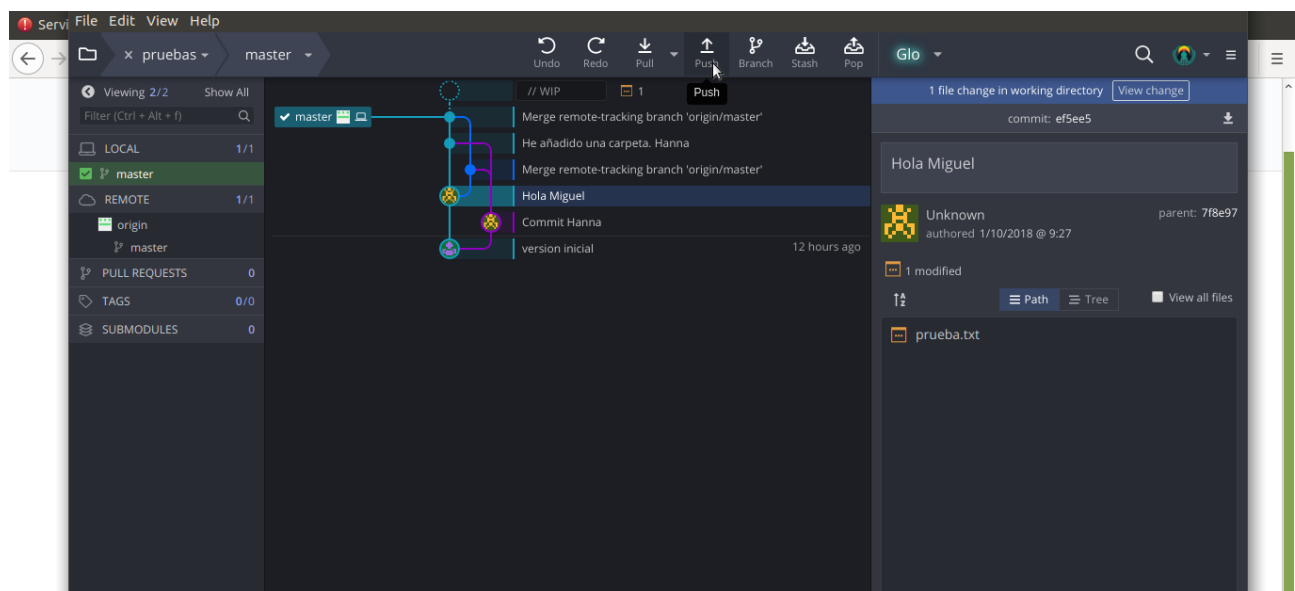 Servi File Edit View Help
× pruebas master Undo Redo Pull Push Branch Stash Pop Glo
Viewing 2/2 Show All
Filter (Ctrl + Alt + f)
LOCAL 1/1
master
REMOTE 1/1
origin
master
PULL REQUESTS 0
TAGS 0/0
SUBMODULES 0
// WIP 1 Push
master Merge remote-tracking branch 'origin/master'
He añadido una carpeta. Hanna
Merge remote-tracking branch 'origin/master'
Hola Miguel
Commit Hanna
version inicial 12 hours ago
1 file change in working directory View change
commit: ef5ee5
Hola Miguel
Unknown parent: 7f8e97
authored 1/10/2018 @ 9:27
1 modified
Path Tree View all files
prueba.txt